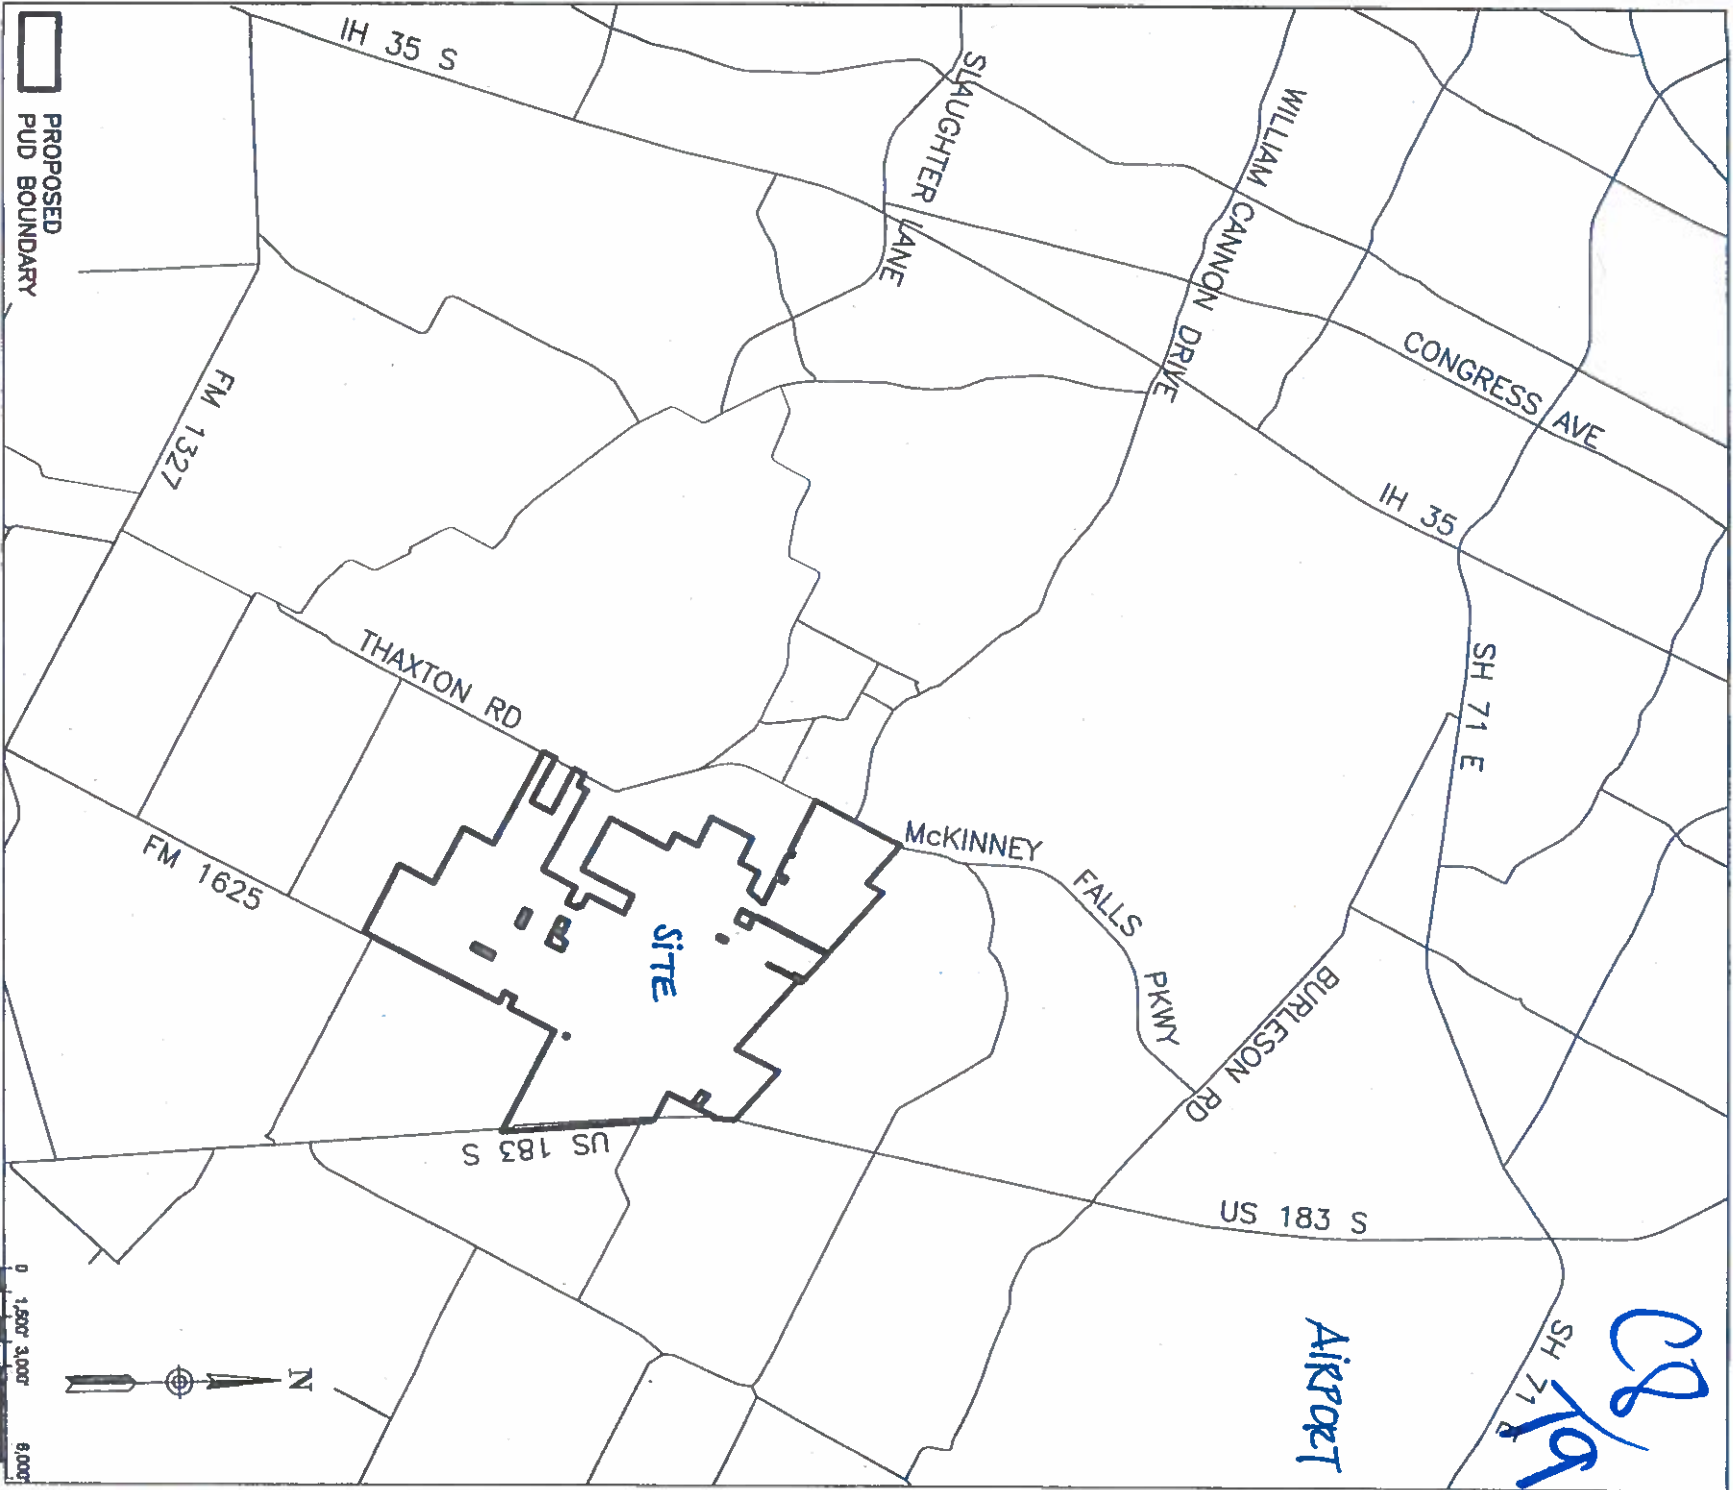 C8/19
IH 35 S
SLAUGHTER LANE
WILLIAM CANNON DRIVE
CONGRESS AVE
IH 35
SH 71 E
THAXTON RD
FM 1327
FM 1625
McKINNEY FALLS PKWY
BURLESON RD
SITE
US 183 S
US 183 S
AIRPORT
SH 71 E
PROPOSED
PUD BOUNDARY
N
0 1,500' 3,000' 6,000'